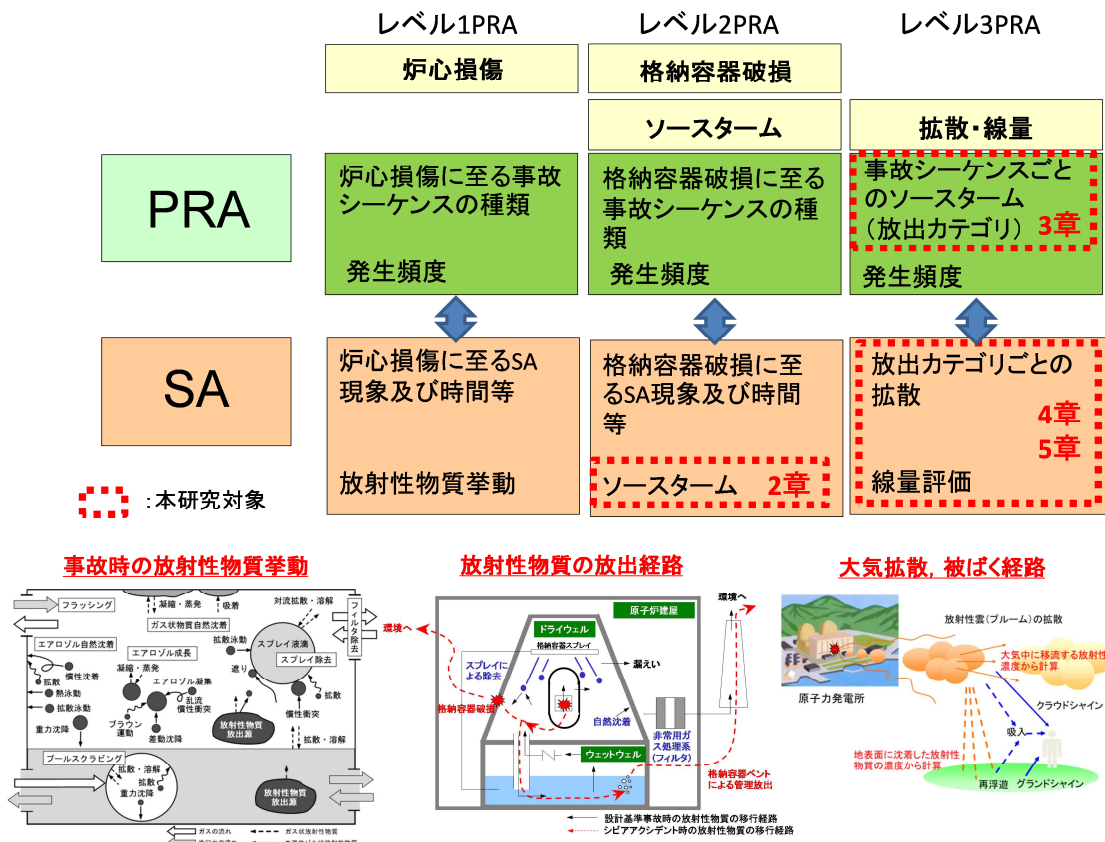 レベル1PRA
レベル2PRA
レベル3PRA
炉心損傷
格納容器破損
ソースターム
拡散・線量
PRA
炉心損傷に至る事故
シーケンスの種類
発生頻度
格納容器破損に至る
事故シーケンスの種
類
発生頻度
事故シーケンスご
とのソースターム
(放出カテゴリ) 3章
発生頻度
SA
炉心損傷に至るSA
現象及び時間等
放射性物質挙動
格納容器破損に至
るSA現象及び時間
等
ソースターム 2章
放出カテゴリごとの
拡散
4章
5章
線量評価
:本研究対象
事故時の放射性物質挙動
フラッシング
凝縮・蒸発
吸着
対流拡散・溶解
ガス状物質自然沈着
フィルタ除去
エアロゾル自然沈着
エアロゾル成長
拡散泳動
スプレイ液滴
慣性沈着
凝縮・蒸発
遮り
スプレイ除去
拡散
エアロゾル凝集
熱泳動
乱流
慣性衝突
拡散
拡散泳動
ブラウン
運動
差動沈降
慣性衝突
重力沈降
放射性物質
放出源
拡散・溶解
プールスクラビング
拡散・溶解
拡散
重力沈降
放射性物質
放出源
ガスの流れ
ガス状放射性物質
放射性物質の放出経路
環境へ
原子炉建屋
環境へ
ドライウェル
格納容器スプレイ
スプレイに
よる除去
漏えい
格納容器破損
自然沈着
非常用ガ
ス処理系
(フィルタ)
ウェットウェル
格納容器ベント
による管理放出
設計基準事故時の放射性物質の移行経路
シビアアクシデント時の放射性物質の移行経路
大気拡散, 被ばく経路
放射性雲(プルーム)の拡散
大気中に移流する放射性
濃度から計算
原子力発電所
クラウドシャイン
吸入
地表面に沈着した放射性
物質の濃度から計算
再浮遊
グランドシャイン